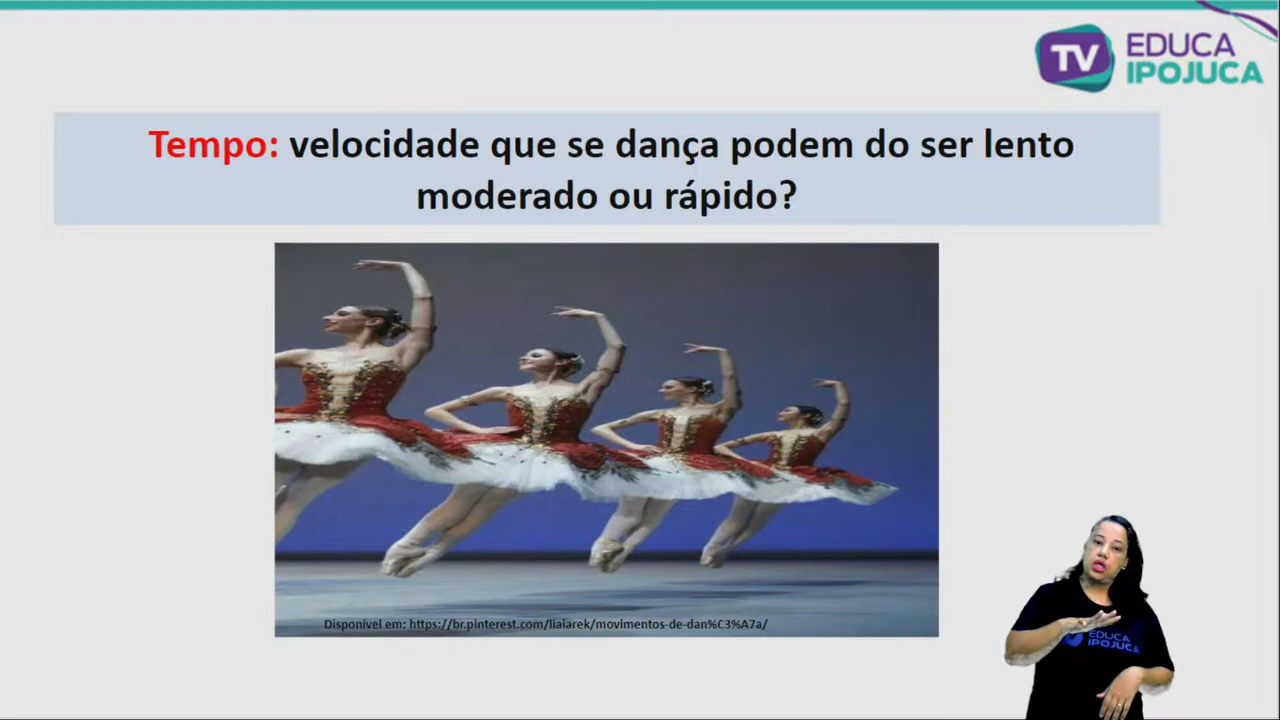 TV EDUCA
IPOJUCA
Tempo: velocidade que se dança podem do ser lento
moderado ou rápido?
Disponível em: https://br.pinterest.com/liaiarek/movimentos-de-dan%C3%A7a/
EDUCA
IPOJUCA